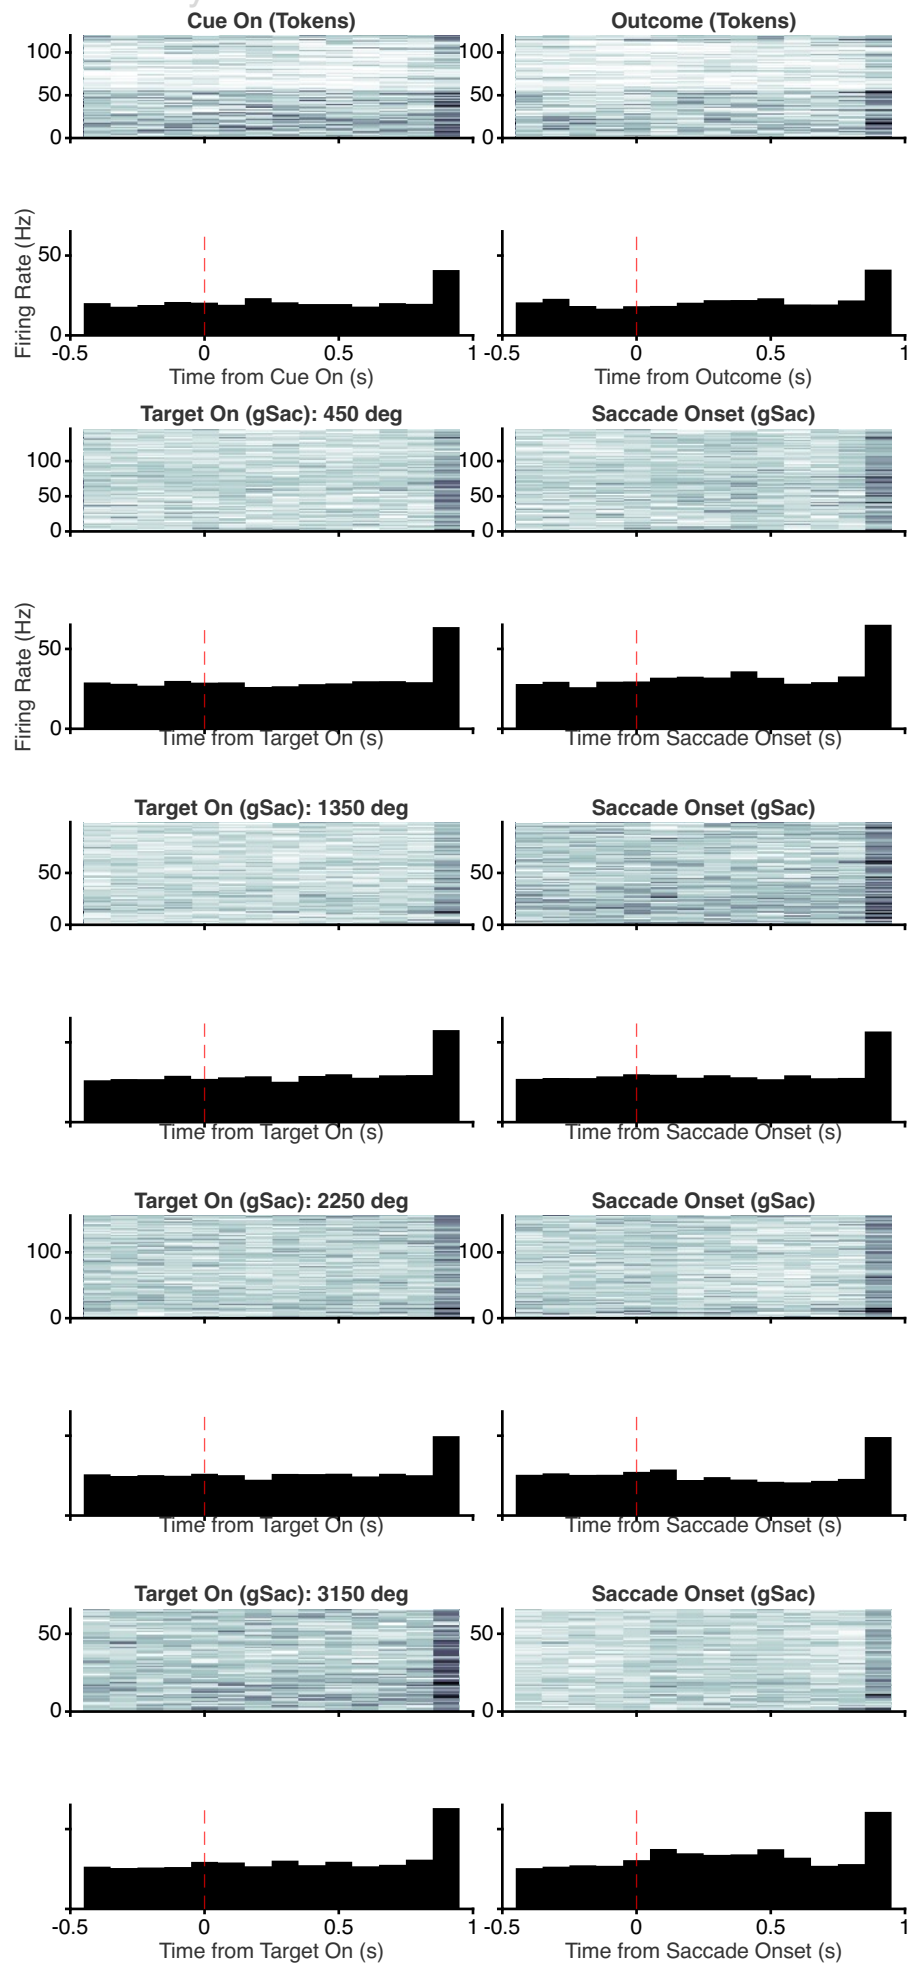 Cue On (Tokens) Outcome (Tokens)
100 100
50 50
0 0
Firing Rate (Hz)
50
0
-0.5 0 0.5 1 -0.5 0 0.5 1
Time from Cue On (s) Time from Outcome (s)
Target On (gSac): 450 deg Saccade Onset (gSac)
100 100
50 50
0 0
Firing Rate (Hz)
50
0
Time from Target On (s) Time from Saccade Onset (s)
Target On (gSac): 1350 deg Saccade Onset (gSac)
50 50
0 0
Time from Target On (s) Time from Saccade Onset (s)
Target On (gSac): 2250 deg Saccade Onset (gSac)
100 100
0 0
Time from Target On (s) Time from Saccade Onset (s)
Target On (gSac): 3150 deg Saccade Onset (gSac)
50 50
0 0
-0.5 0 0.5 1 -0.5 0 0.5 1
Time from Target On (s) Time from Saccade Onset (s)